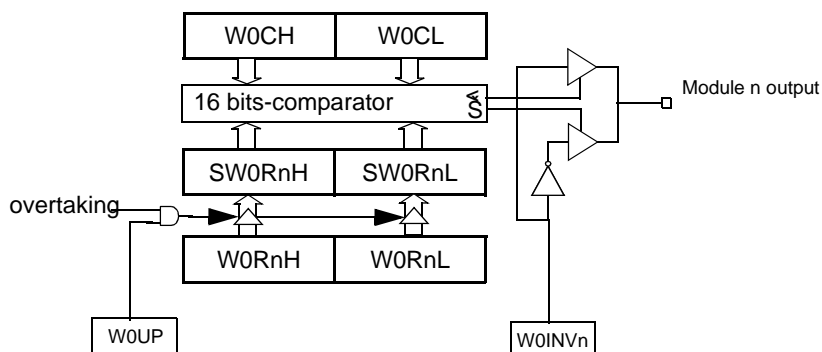 W0CH W0CL
16 bits-comparator
Module n output
SW0RnH SW0RnL
overtaking
W0RnH W0RnL
W0UP
W0INVn